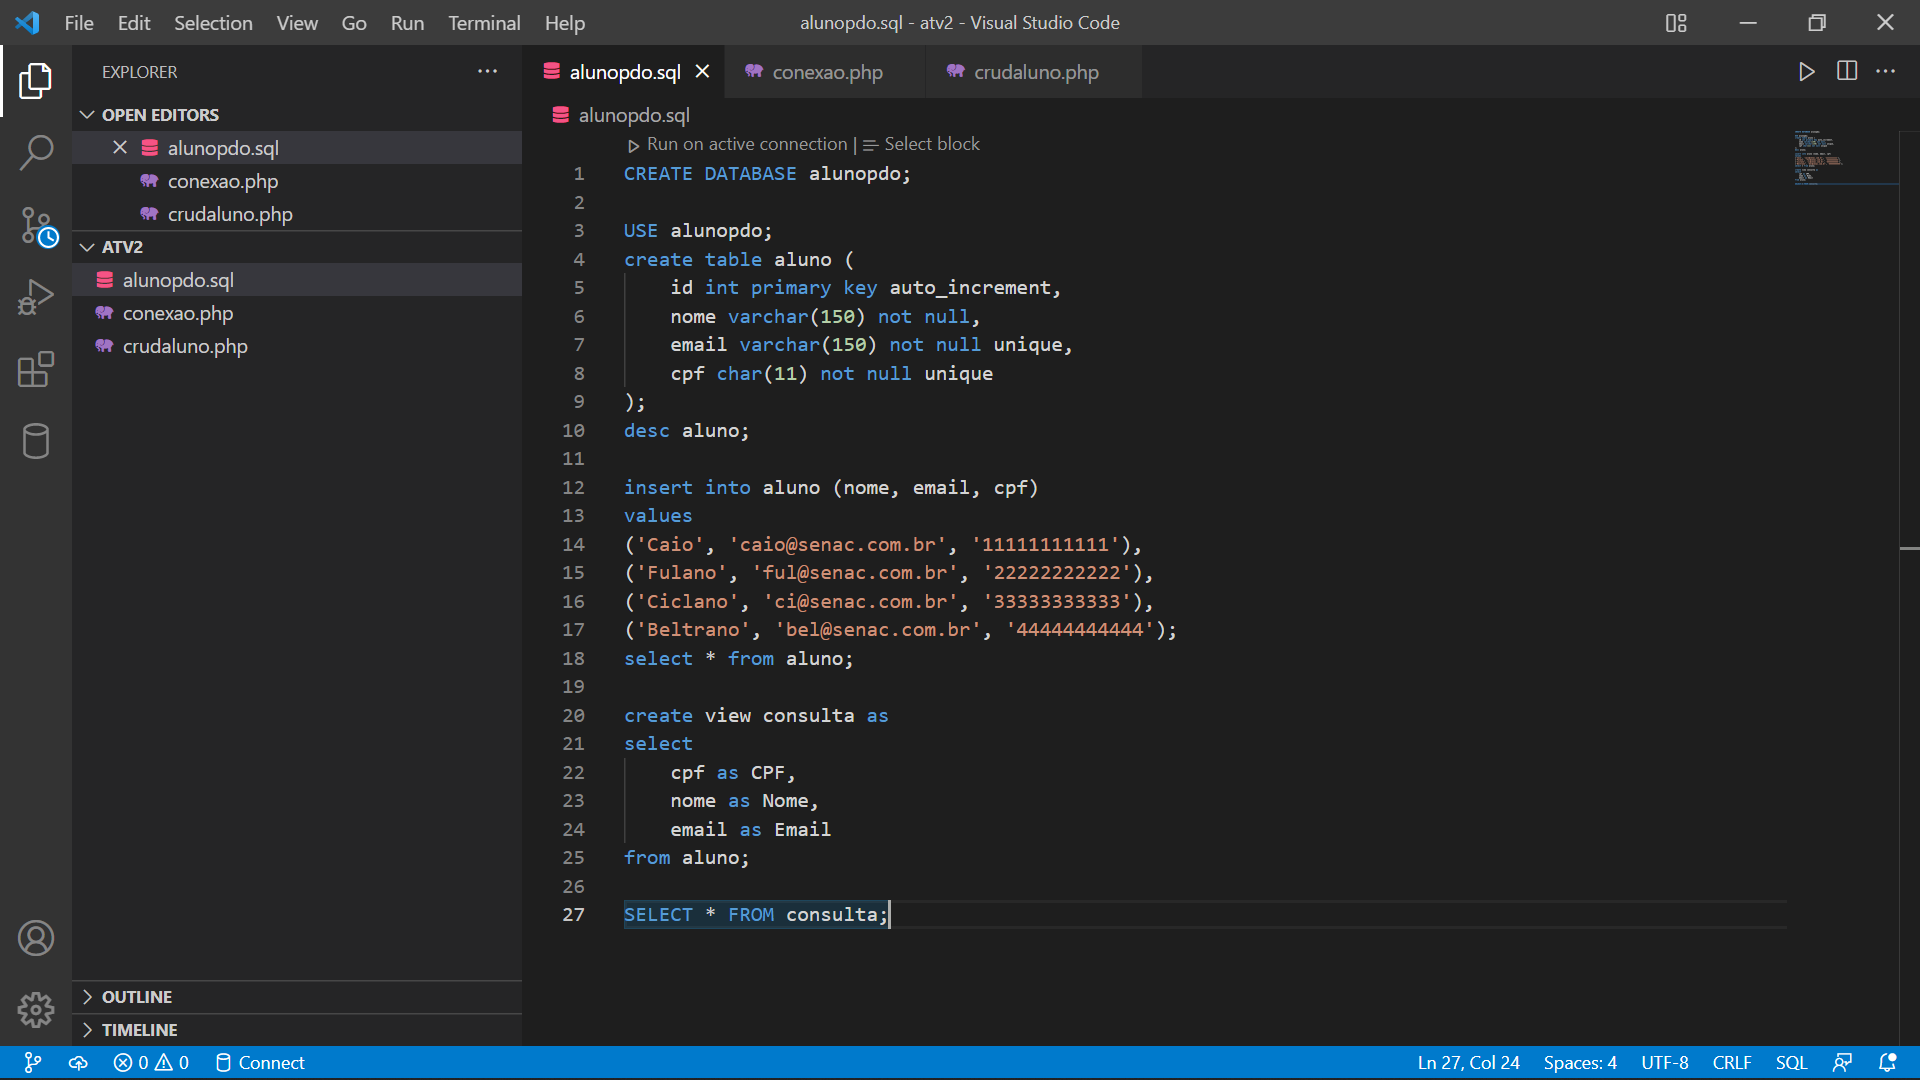 File Edit Selection View Go Run Terminal Help
alunopdo.sql - atv2 - Visual Studio Code
EXPLORER
OPEN EDITORS
alunopdo.sql
conexao.php
crudaluno.php
ATV2
alunopdo.sql
conexao.php
crudaluno.php
OUTLINE
TIMELINE
alunopdo.sql conexao.php crudaluno.php
alunopdo.sql
Run on active connection | Select block
1 CREATE DATABASE alunopdo;
2
3 USE alunopdo;
4 create table aluno (
5 id int primary key auto_increment,
6 nome varchar(150) not null,
7 email varchar(150) not null unique,
8 cpf char(11) not null unique
9 );
10 desc aluno;
11
12 insert into aluno (nome, email, cpf)
13 values
14 ('Caio', 'caio@senac.com.br', '11111111111'),
15 ('Fulano', 'ful@senac.com.br', '22222222222'),
16 ('Ciclano', 'ci@senac.com.br', '33333333333'),
17 ('Beltrano', 'bel@senac.com.br', '44444444444');
18 select * from aluno;
19
20 create view consulta as
21 select
22 cpf as CPF,
23 nome as Nome,
24 email as Email
25 from aluno;
26
27 SELECT * FROM consulta;
0 0 Connect
Ln 27, Col 24 Spaces: 4 UTF-8 CRLF SQL